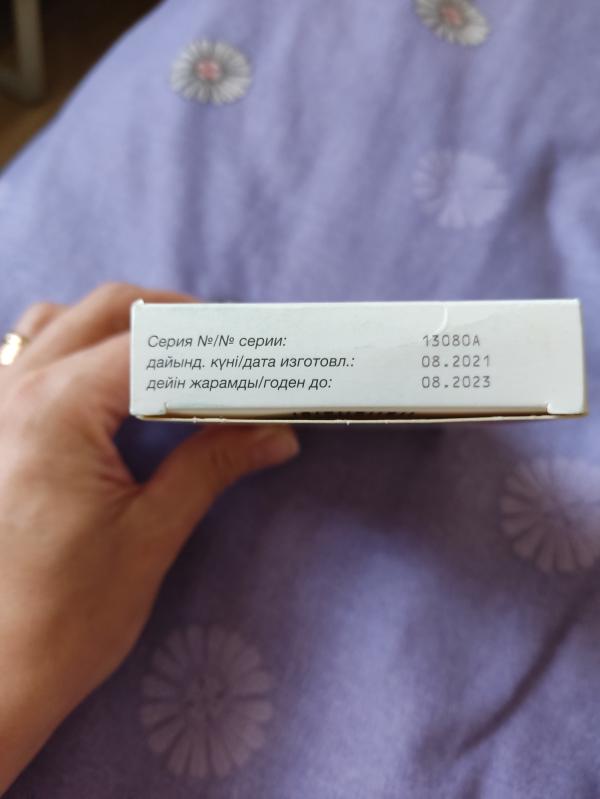 Серия №/№ серии: 13080A
дайынд. күні/дата изготовл.: 08.2021
дейін жарамды/годен до: 08.2023